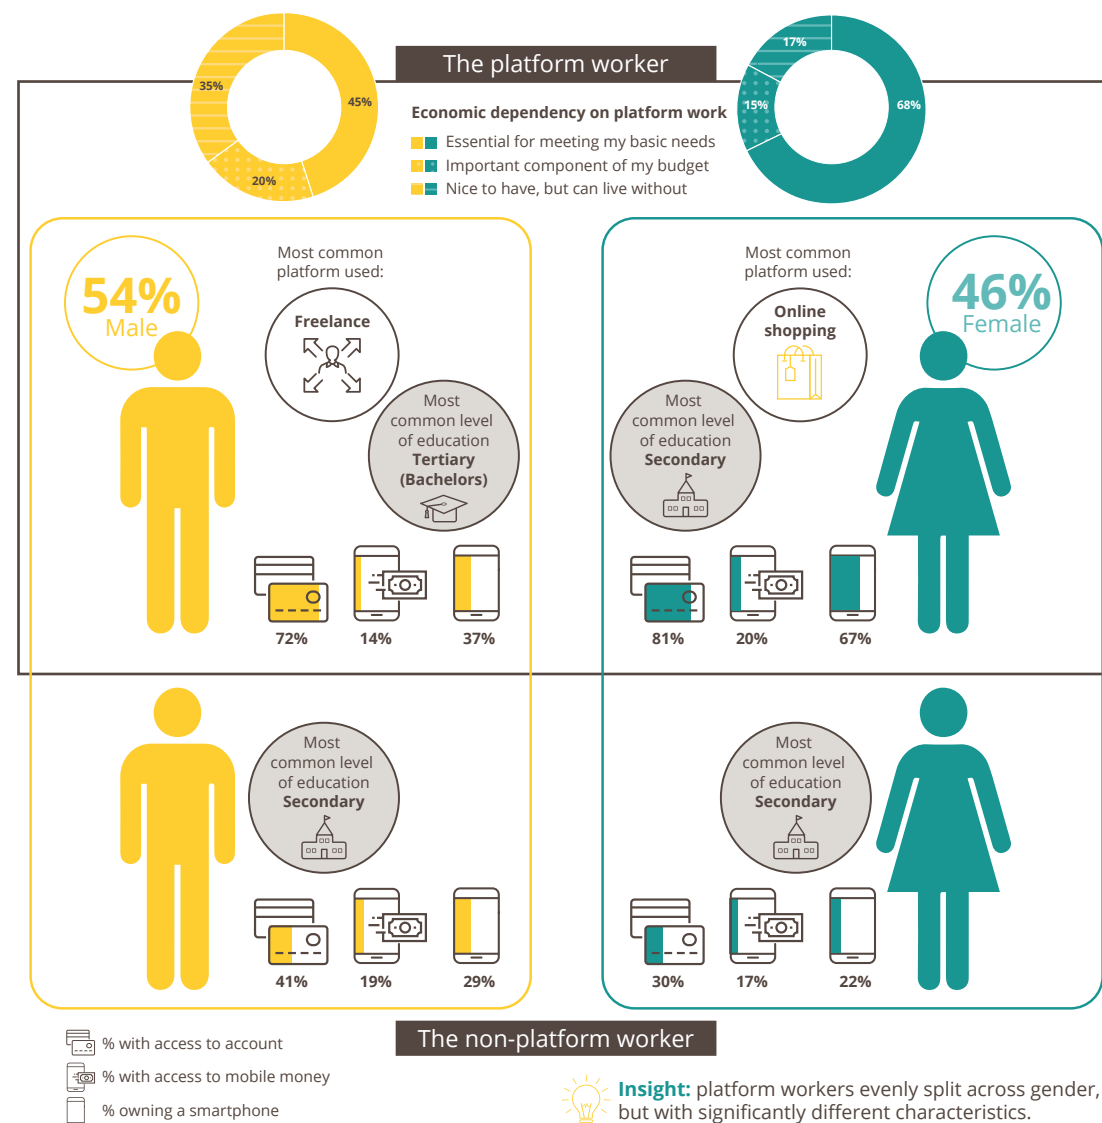 The platform worker
35%
45%
20%
Economic dependency on platform work
Essential for meeting my basic needs
Important component of my budget
Nice to have, but can live without
17%
15%
68%
54%
Male
Most common
platform used:
Freelance
Most
common level
of education
Tertiary
(Bachelors)
72%
14%
37%
Most common
platform used:
Online
shopping
46%
Female
Most
common level
of education
Secondary
81%
20%
67%
Most
common level
of education
Secondary
41%
19%
29%
Most
common level
of education
Secondary
30%
17%
22%
The non-platform worker
% with access to account
% with access to mobile money
% owning a smartphone
Insight: platform workers evenly split across gender,
but with significantly different characteristics.